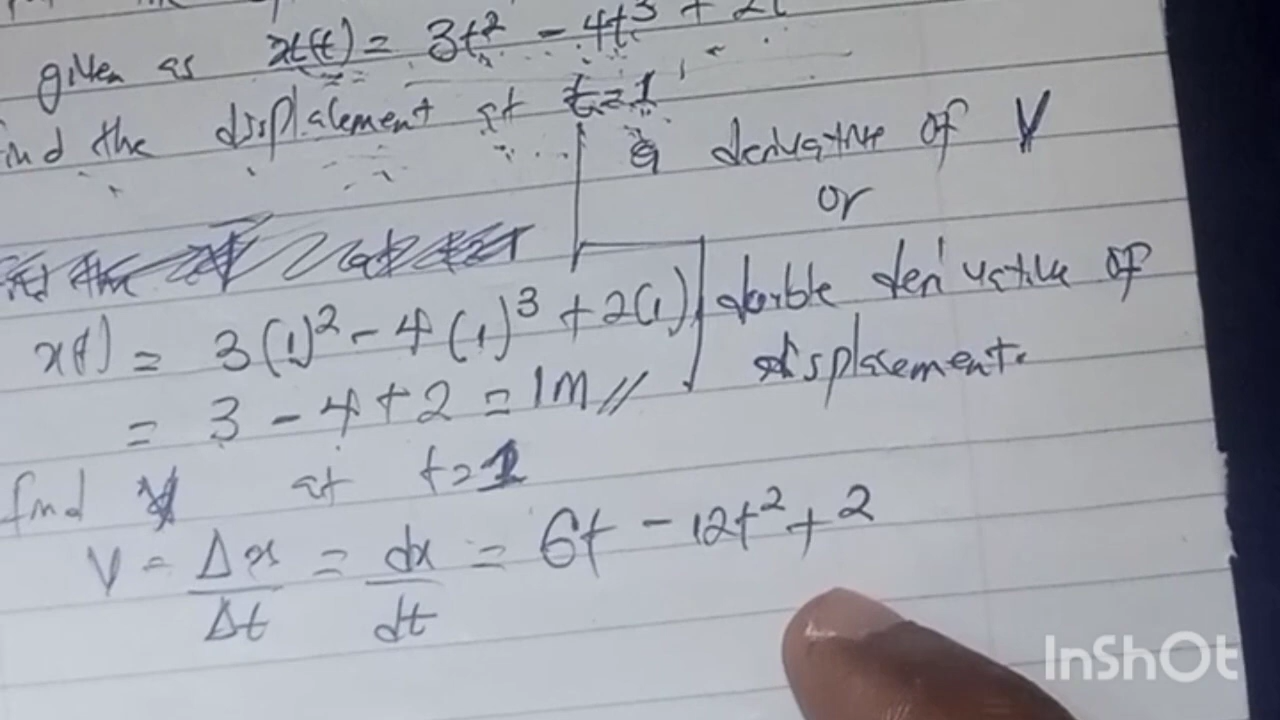 given as x(t) = 3t² - 4t³ + 2t
find the displacement at t=1
a derivative of V
or
double derivative of
displacement.
x(t) = 3(1)² - 4(1)³ + 2(1)
= 3 - 4 + 2 = 1m //
find V at t=1
V = Δx/Δt = dx/dt = 6t - 12t² + 2
InShOt